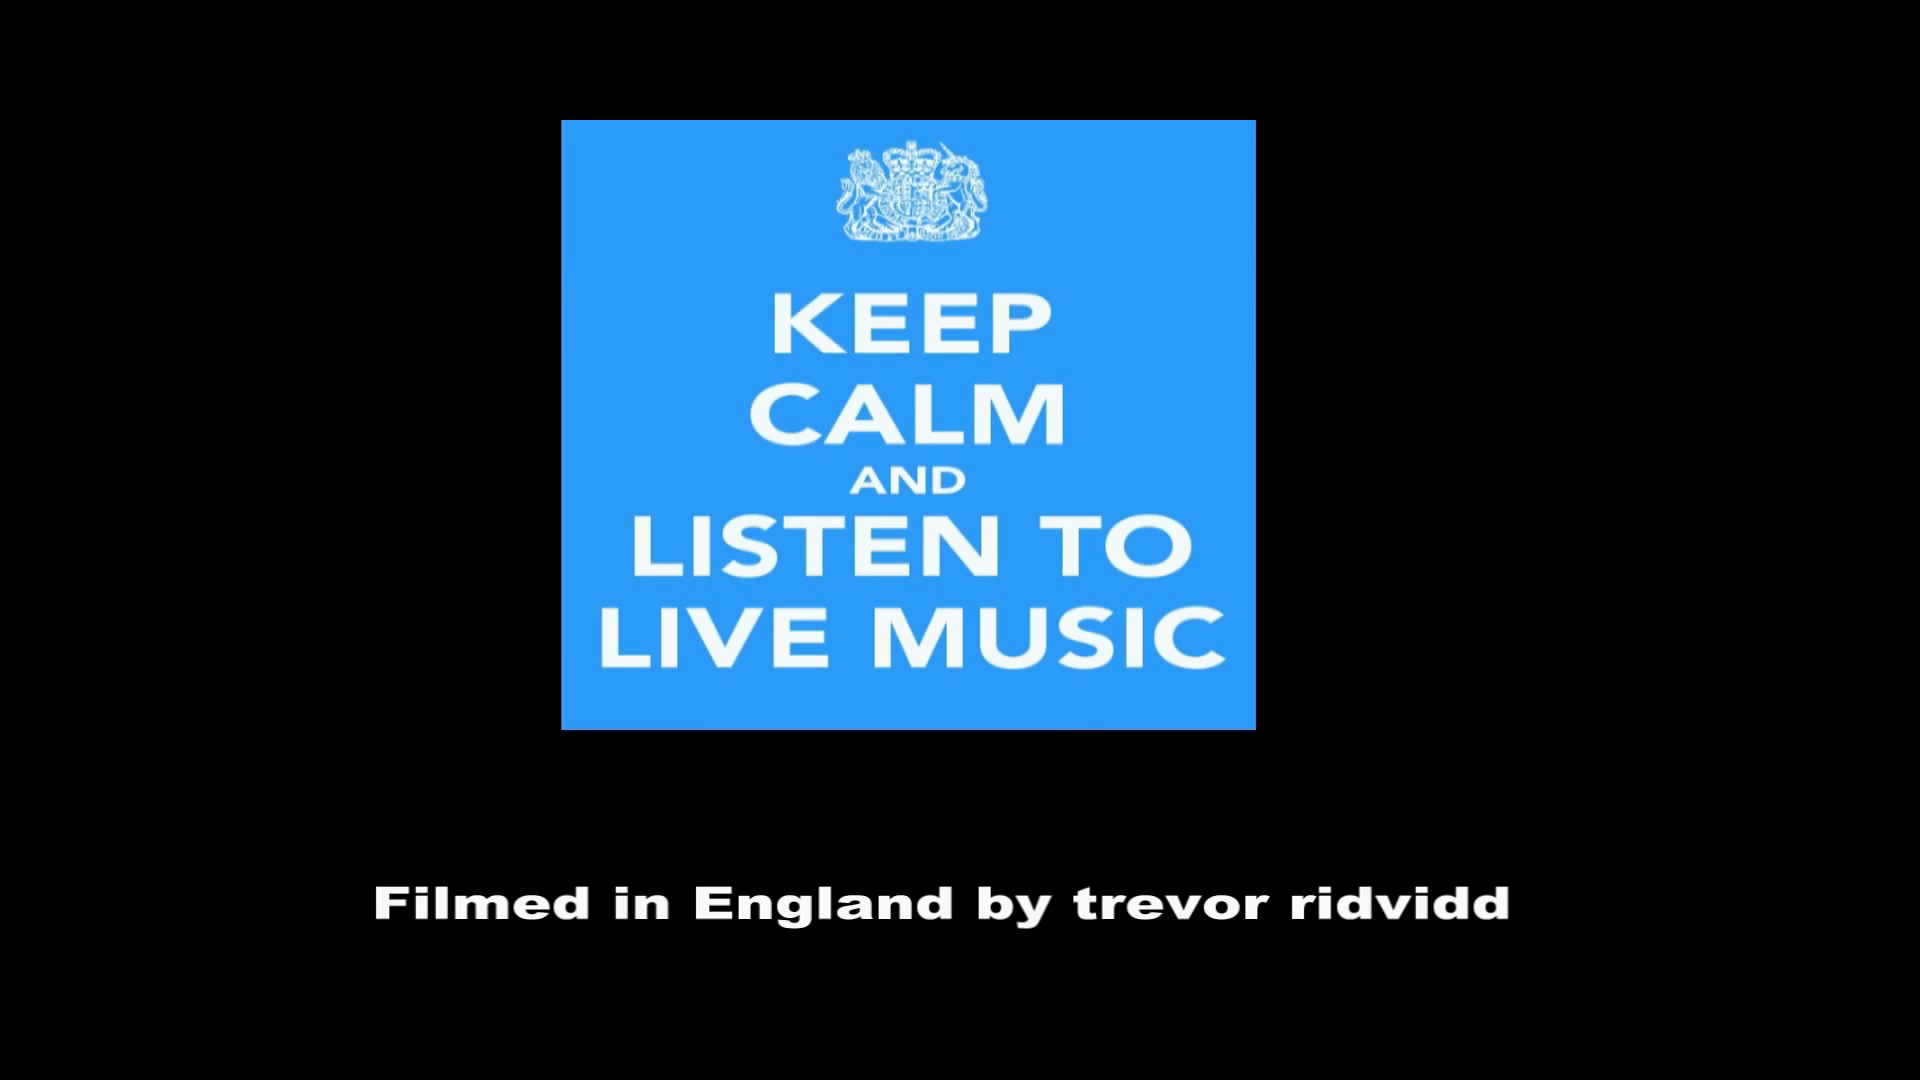 KEEP
CALM
AND
LISTEN TO
LIVE MUSIC
Filmed in England by trevor ridvidd